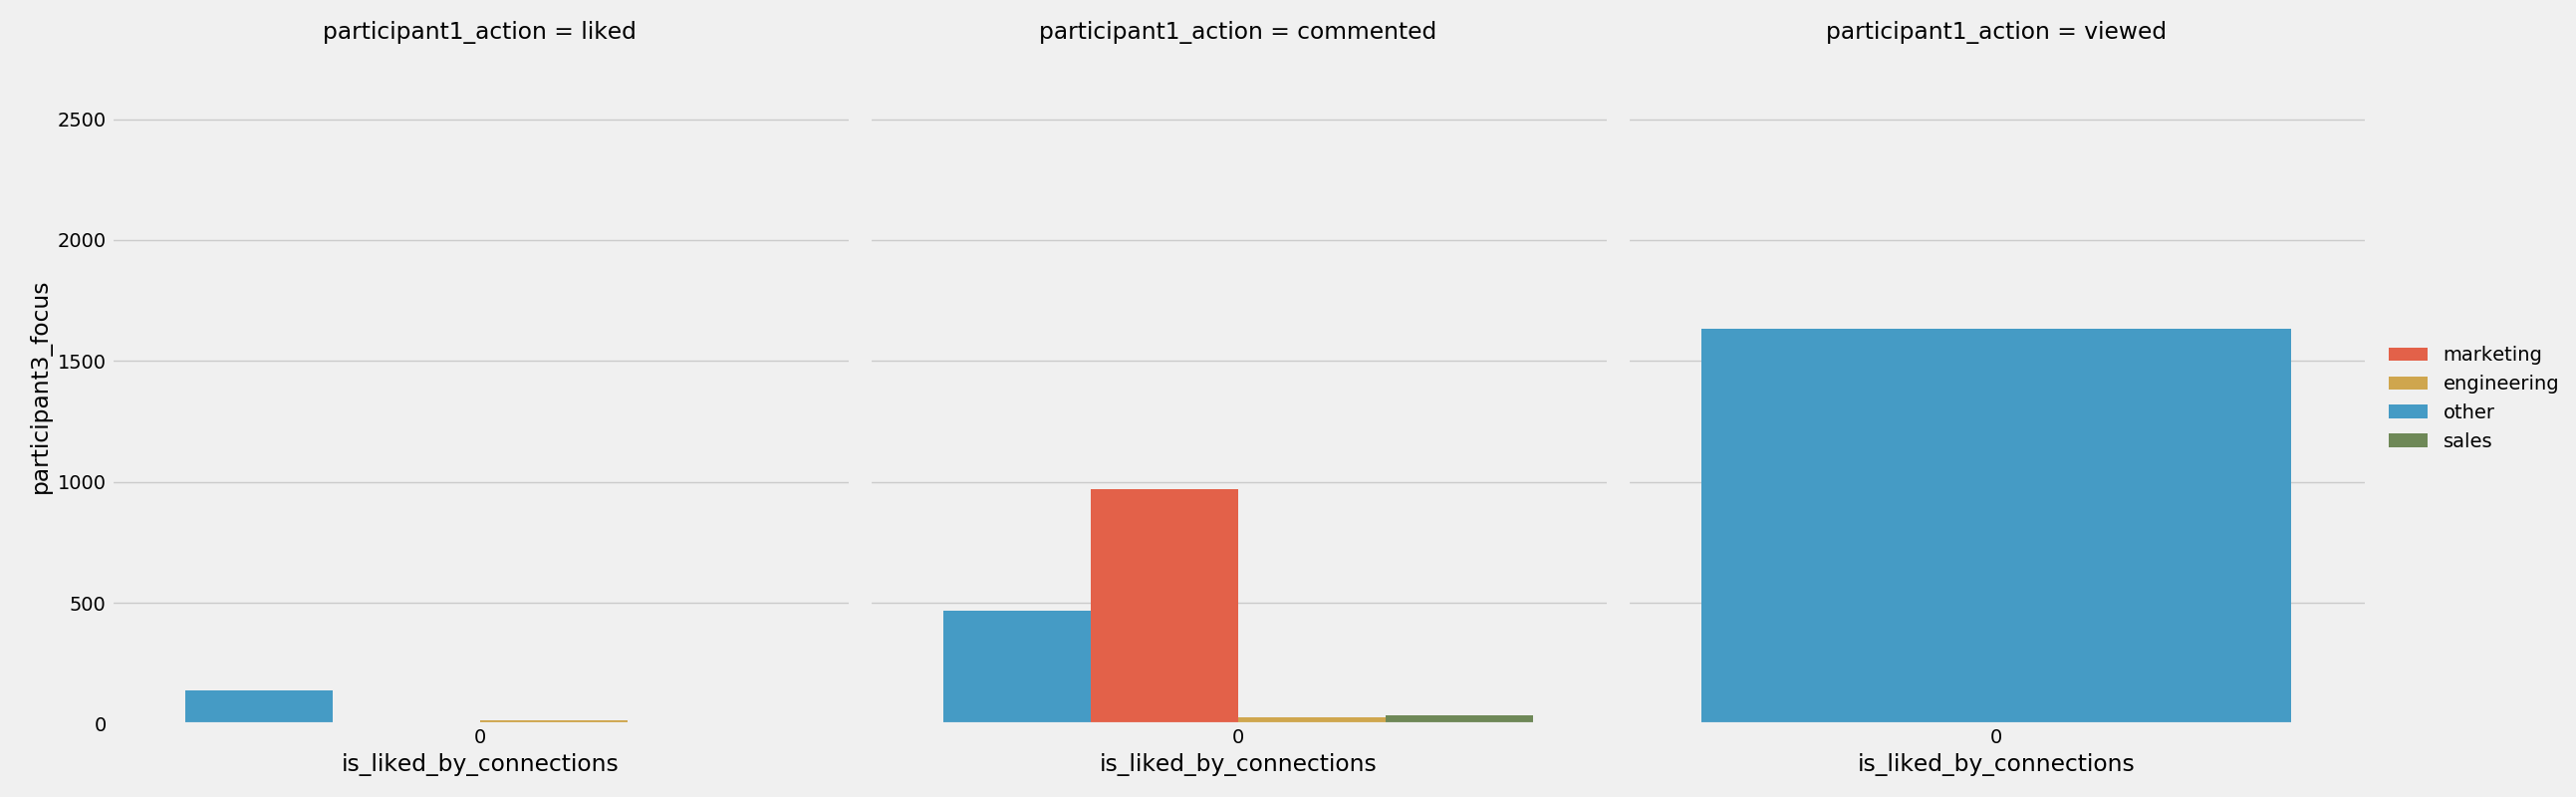 participant1_action = liked
participant1_action = commented
participant1_action = viewed
participant3_focus
2500
2000
1500
1000
500
0
0
is_liked_by_connections
0
is_liked_by_connections
0
is_liked_by_connections
marketing
engineering
other
sales